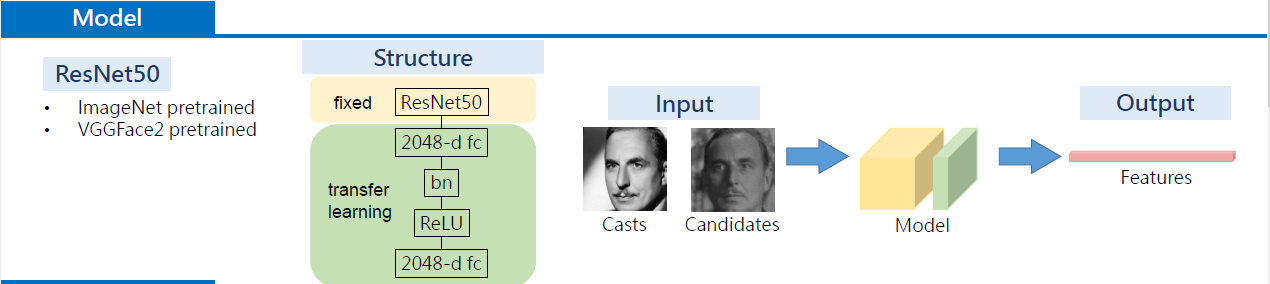 Model
ResNet50
• ImageNet pretrained
• VGGFace2 pretrained
Structure
fixed
ResNet50
transfer
learning
2048-d fc
bn
ReLU
2048-d fc
Input
Casts
Candidates
Model
Output
Features